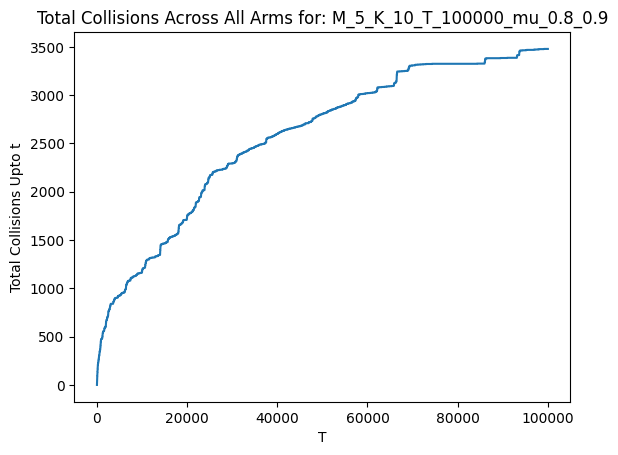 Total Collisions Across All Arms for: M_5_K_10_T_100000_mu_0.8_0.9
3500
3000
2500
2000
1500
1000
500
0
Total Collisions Upto t
0 20000 40000 60000 80000 100000
T